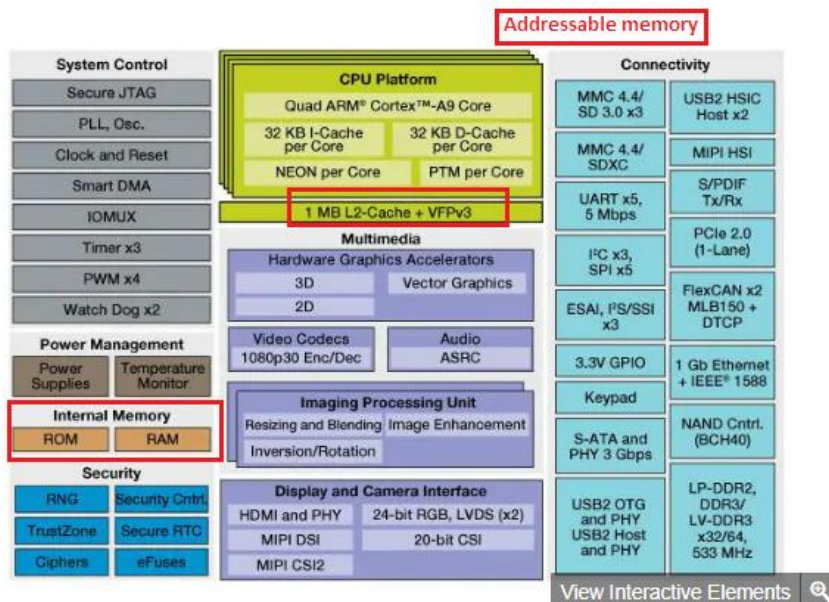 Addressable memory
System Control
Secure JTAG
PLL, Osc.
Clock and Reset
Smart DMA
IOMUX
Timer x3
PWM x4
Watch Dog x2
Power Management
Power
Supplies
Temperature
Monitor
Internal Memory
ROM
RAM
Security
RNG
Security Cntrl.
TrustZone
Secure RTC
Ciphers
eFuses
CPU Platform
Quad ARM® Cortex™-A9 Core
32 KB I-Cache
per Core
32 KB D-Cache
per Core
NEON per Core
PTM per Core
1 MB L2-Cache + VFPv3
Multimedia
Hardware Graphics Accelerators
3D
Vector Graphics
2D
Video Codecs
1080p30 Enc/Dec
Audio
ASRC
Imaging Processing Unit
Resizing and Blending
Image Enhancement
Inversion/Rotation
Display and Camera Interface
HDMI and PHY
24-bit RGB, LVDS (x2)
MIPI DSI
20-bit CSI
MIPI CSI2
Connectivity
MMC 4.4/
SD 3.0 x3
MMC 4.4/
SDXC
UART x5,
5 Mbps
I²C x3,
SPI x5
ESAI, I²S/SSI
x3
3.3V GPIO
Keypad
S-ATA and
PHY 3 Gbps
USB2 OTG
and PHY
USB2 Host
and PHY
USB2 HSIC
Host x2
MIPI HSI
S/PDIF
Tx/Rx
PCIe 2.0
(1-Lane)
FlexCAN x2
MLB150 +
DTCP
1 Gb Ethernet
+ IEEE® 1588
NAND Cntrl.
(BCH40)
LP-DDR2,
DDR3/
LV-DDR3
x32/64,
533 MHz
View Interactive Elements